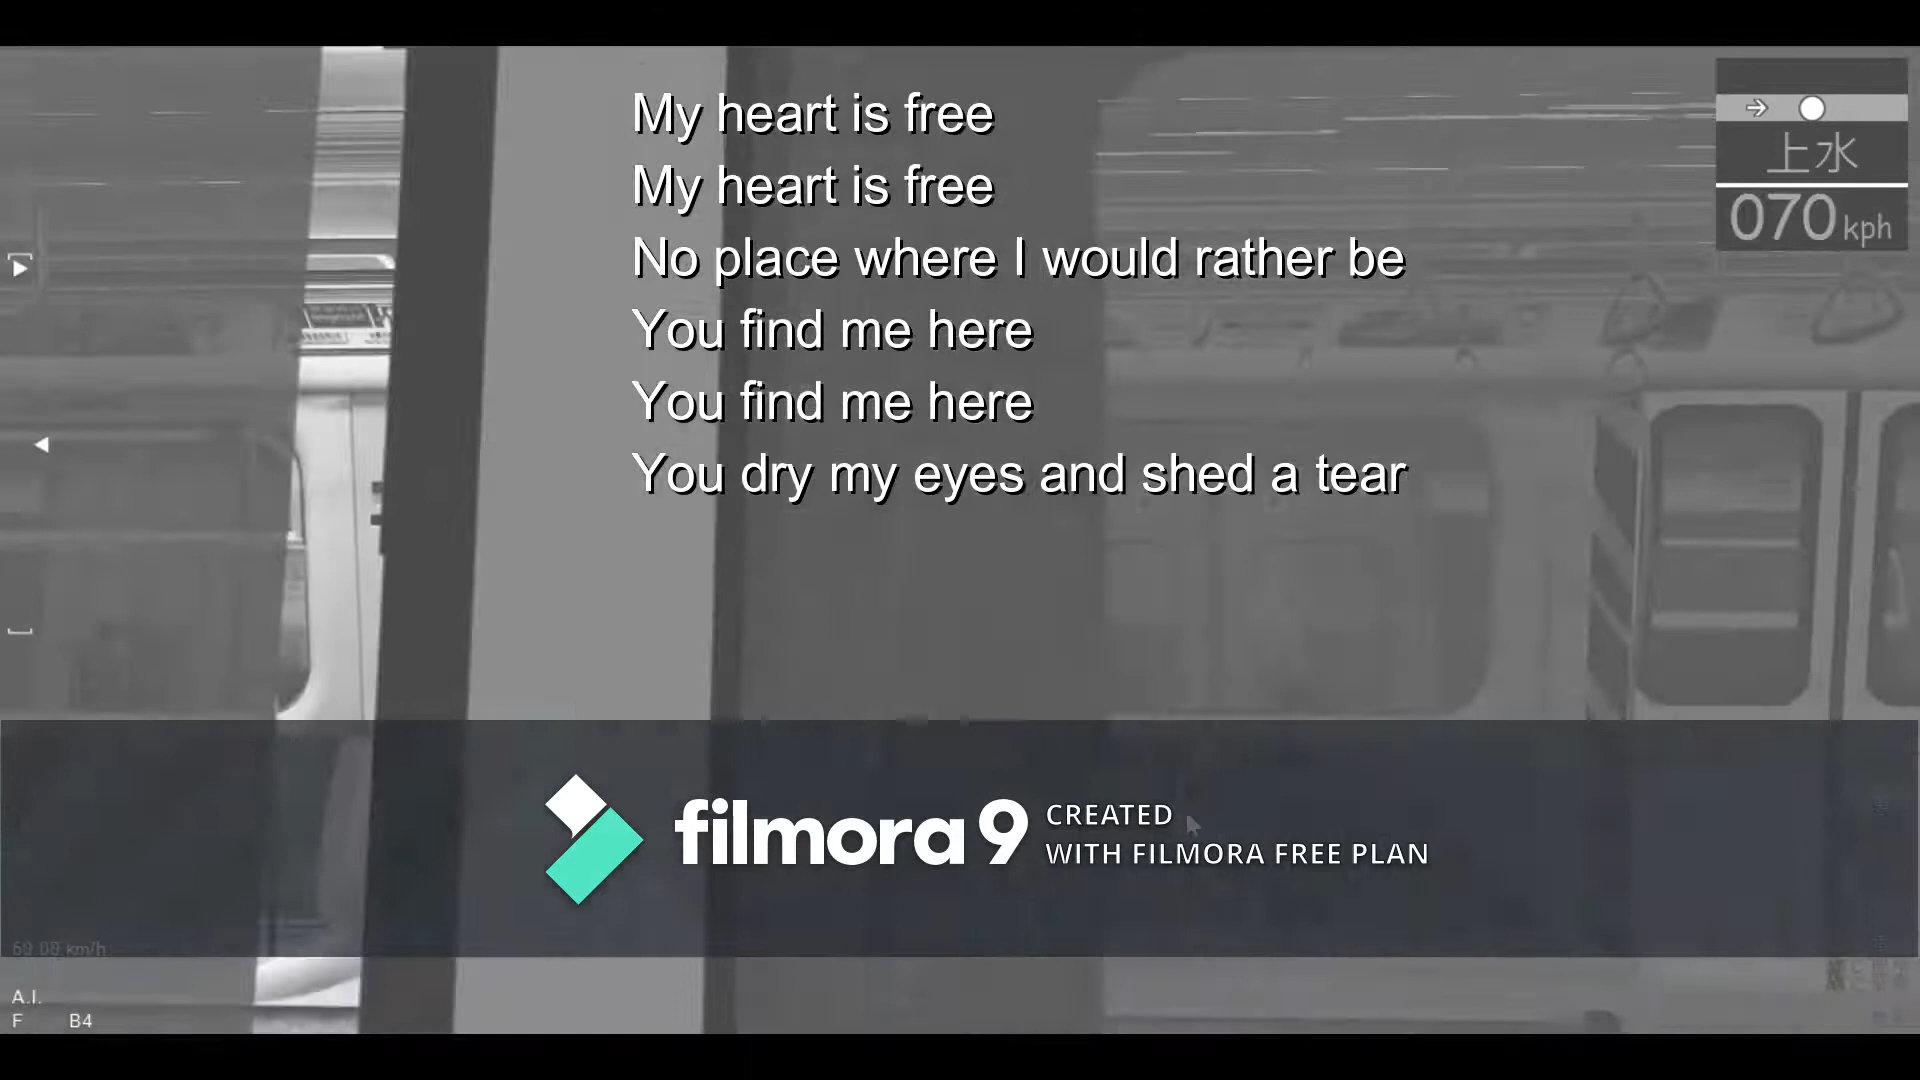 My heart is free
My heart is free
No place where I would rather be
You find me here
You find me here
You dry my eyes and shed a tear
上水
070 kph
filmora 9
CREATED
WITH FILMORA FREE PLAN
km/h
A.I.
F B4